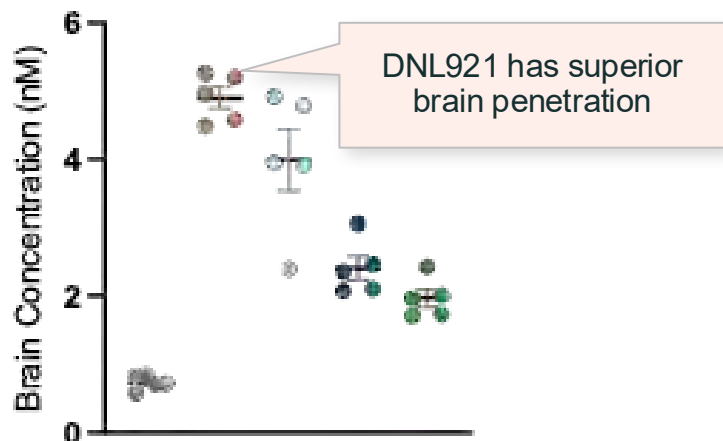 6
DNL921 has superior
brain penetration
Brain Concentration (nM)
4
2
0